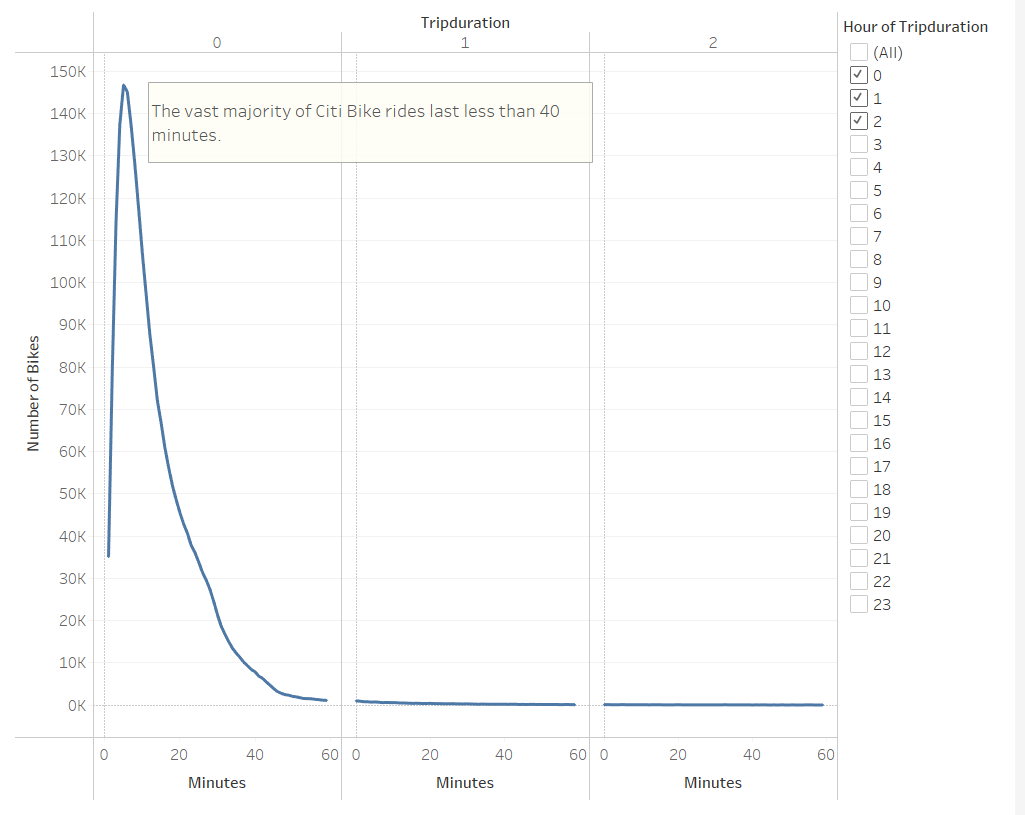 Tripduration
0 1 2
Hour of Tripduration
(All)
0
1
2
3
4
5
6
7
8
9
10
11
12
13
14
15
16
17
18
19
20
21
22
23
The vast majority of Citi Bike rides last less than 40
minutes.
Number of Bikes
150K
140K
130K
120K
110K
100K
90K
80K
70K
60K
50K
40K
30K
20K
10K
0K
0 20 40 60 0 20 40 60 0 20 40 60
Minutes Minutes Minutes